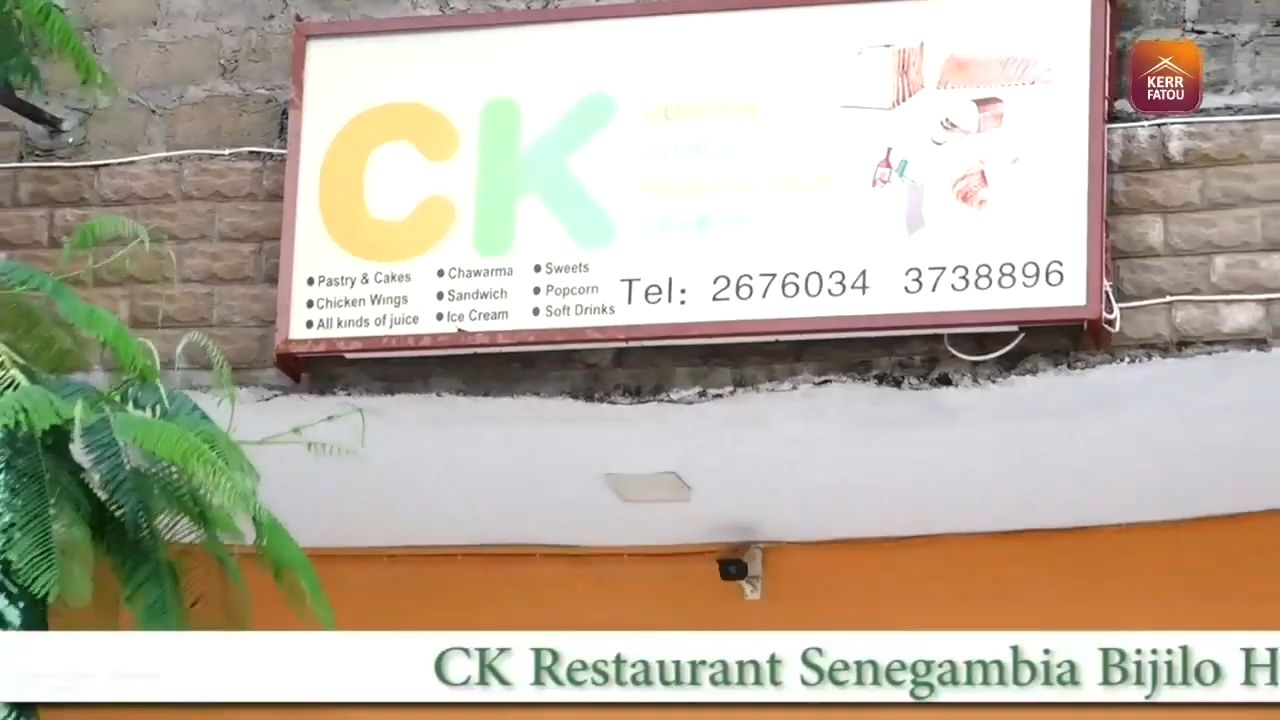 KERR
FATOU
CK
Pastry & Cakes
Chicken Wings
All kinds of juice
Chawarma
Sandwich
Ice Cream
Sweets
Popcorn
Soft Drinks
Tel: 2676034 3738896
CK Restaurant Senegambia Bijilo H